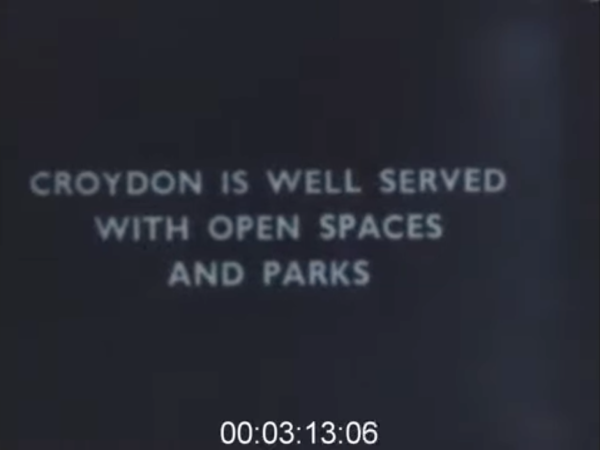 CROYDON IS WELL SERVED
WITH OPEN SPACES
AND PARKS
00:03:13:06